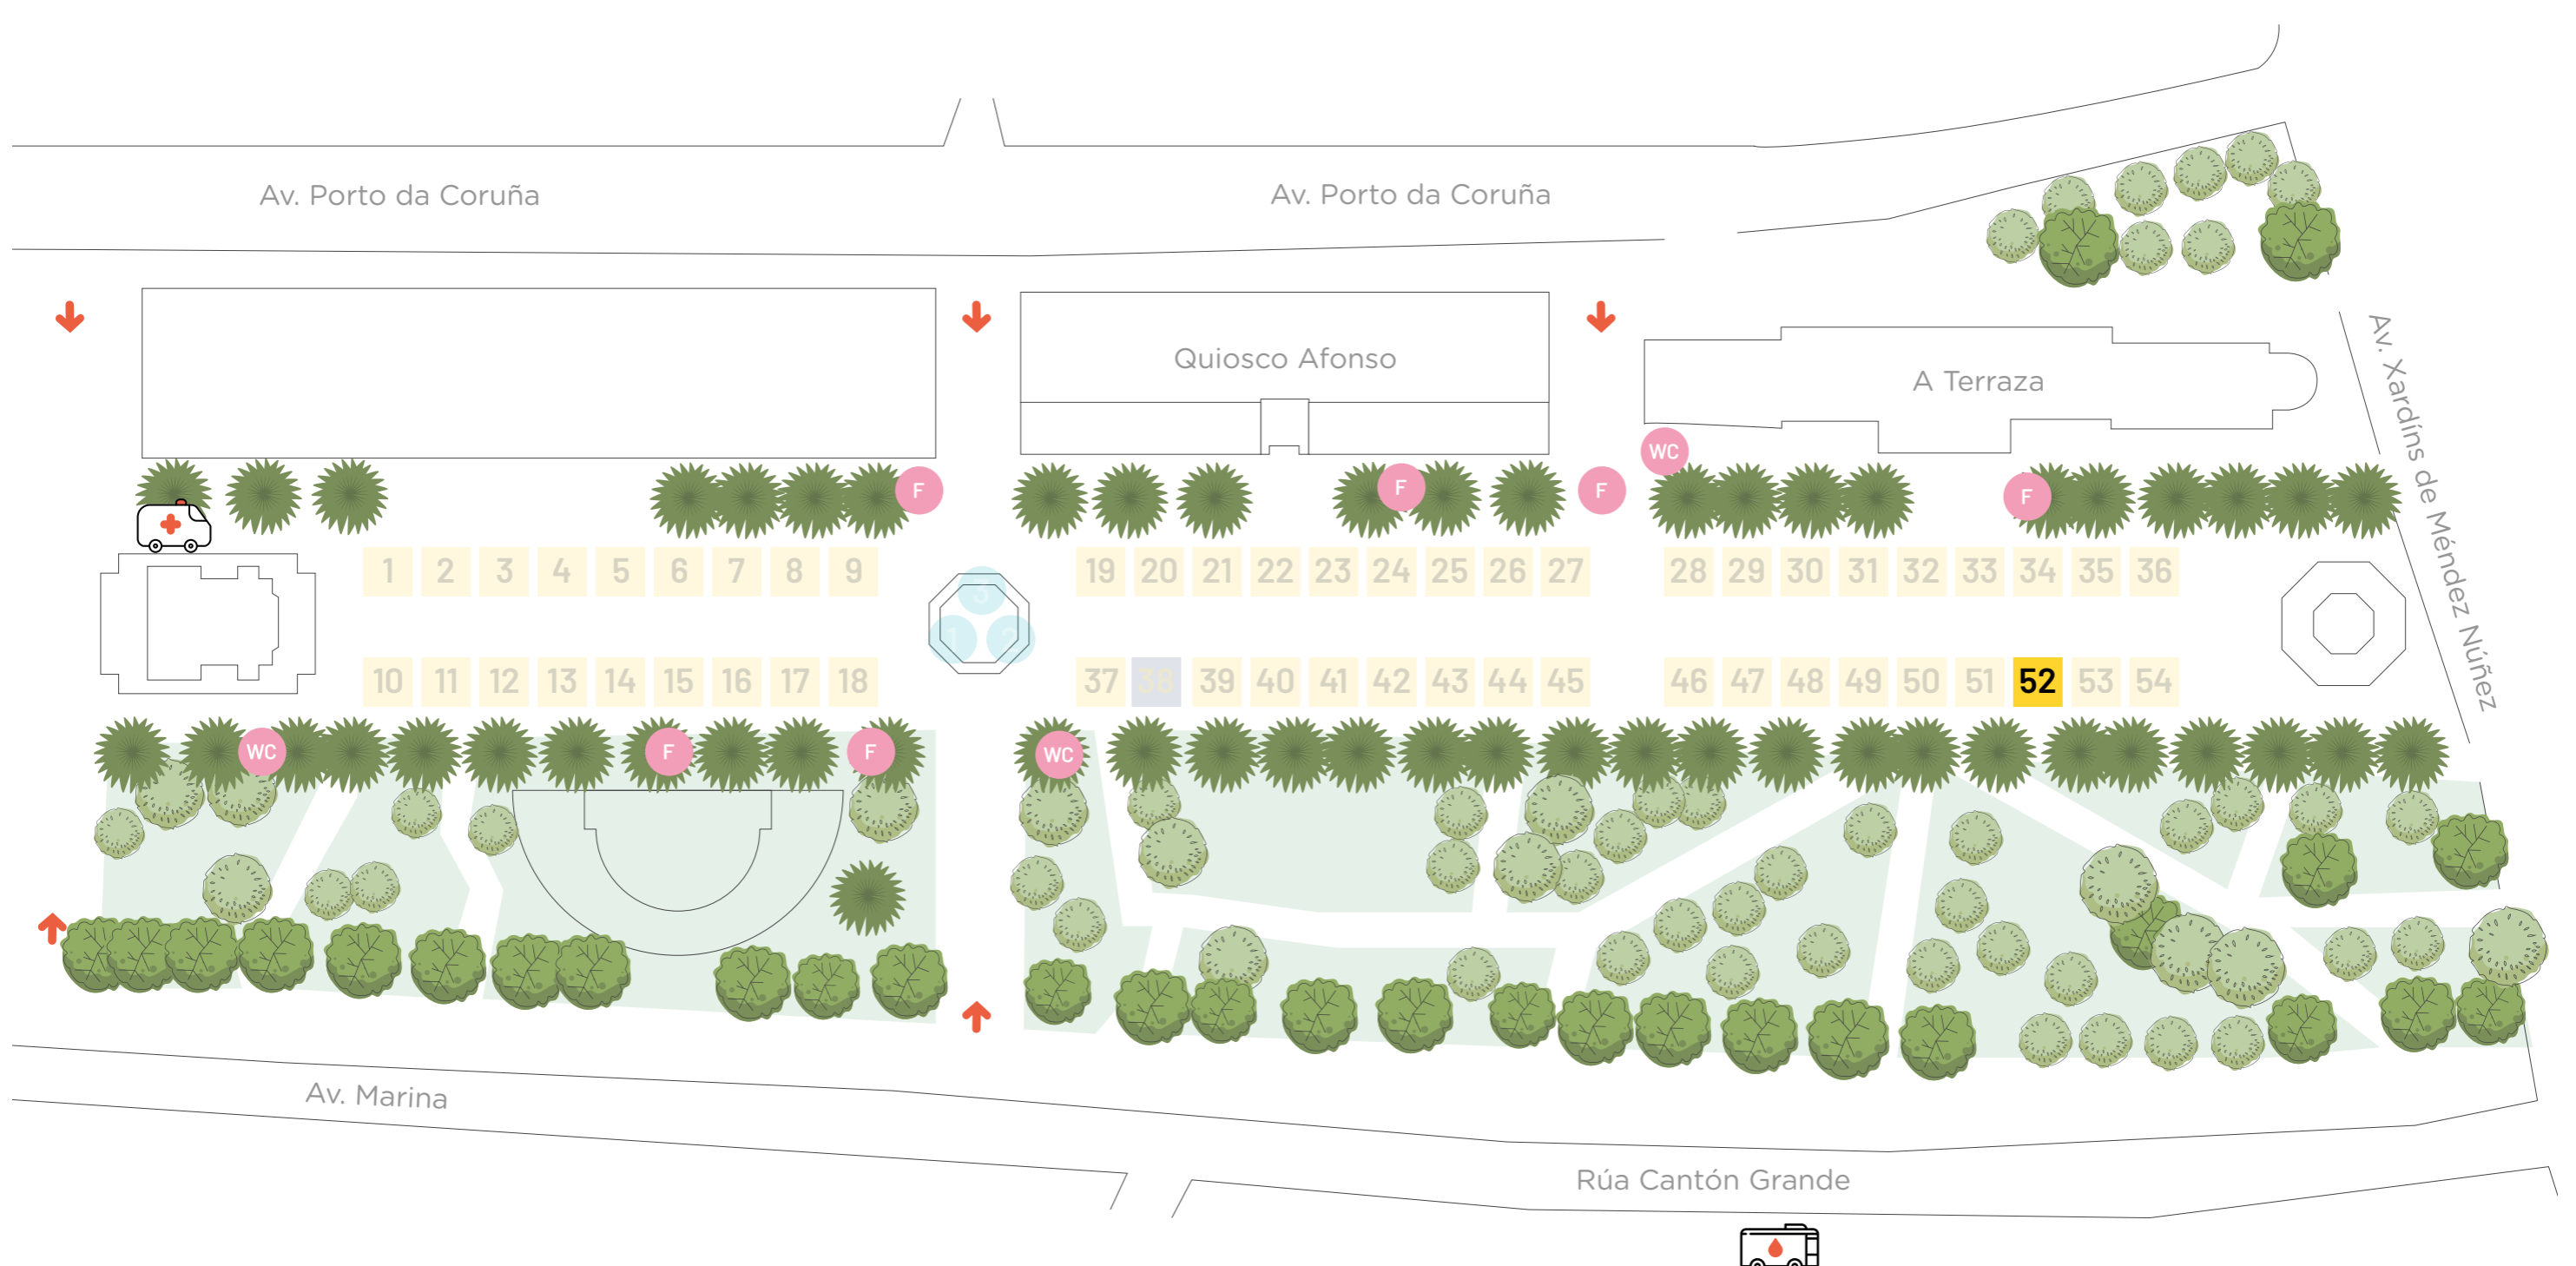 Av. Porto da Coruña
Av. Porto da Coruña
Quiosco Afonso
A Terraza
Av. Xardíns de Méndez Núñez
WC
F
F
F
F
1 2 3 4 5 6 7 8 9
3
19 20 21 22 23 24 25 26 27
28 29 30 31 32 33 34 35 36
1 2
10 11 12 13 14 15 16 17 18
37 38 39 40 41 42 43 44 45
46 47 48 49 50 51 52 53 54
WC
F
F
WC
Av. Marina
Rúa Cantón Grande